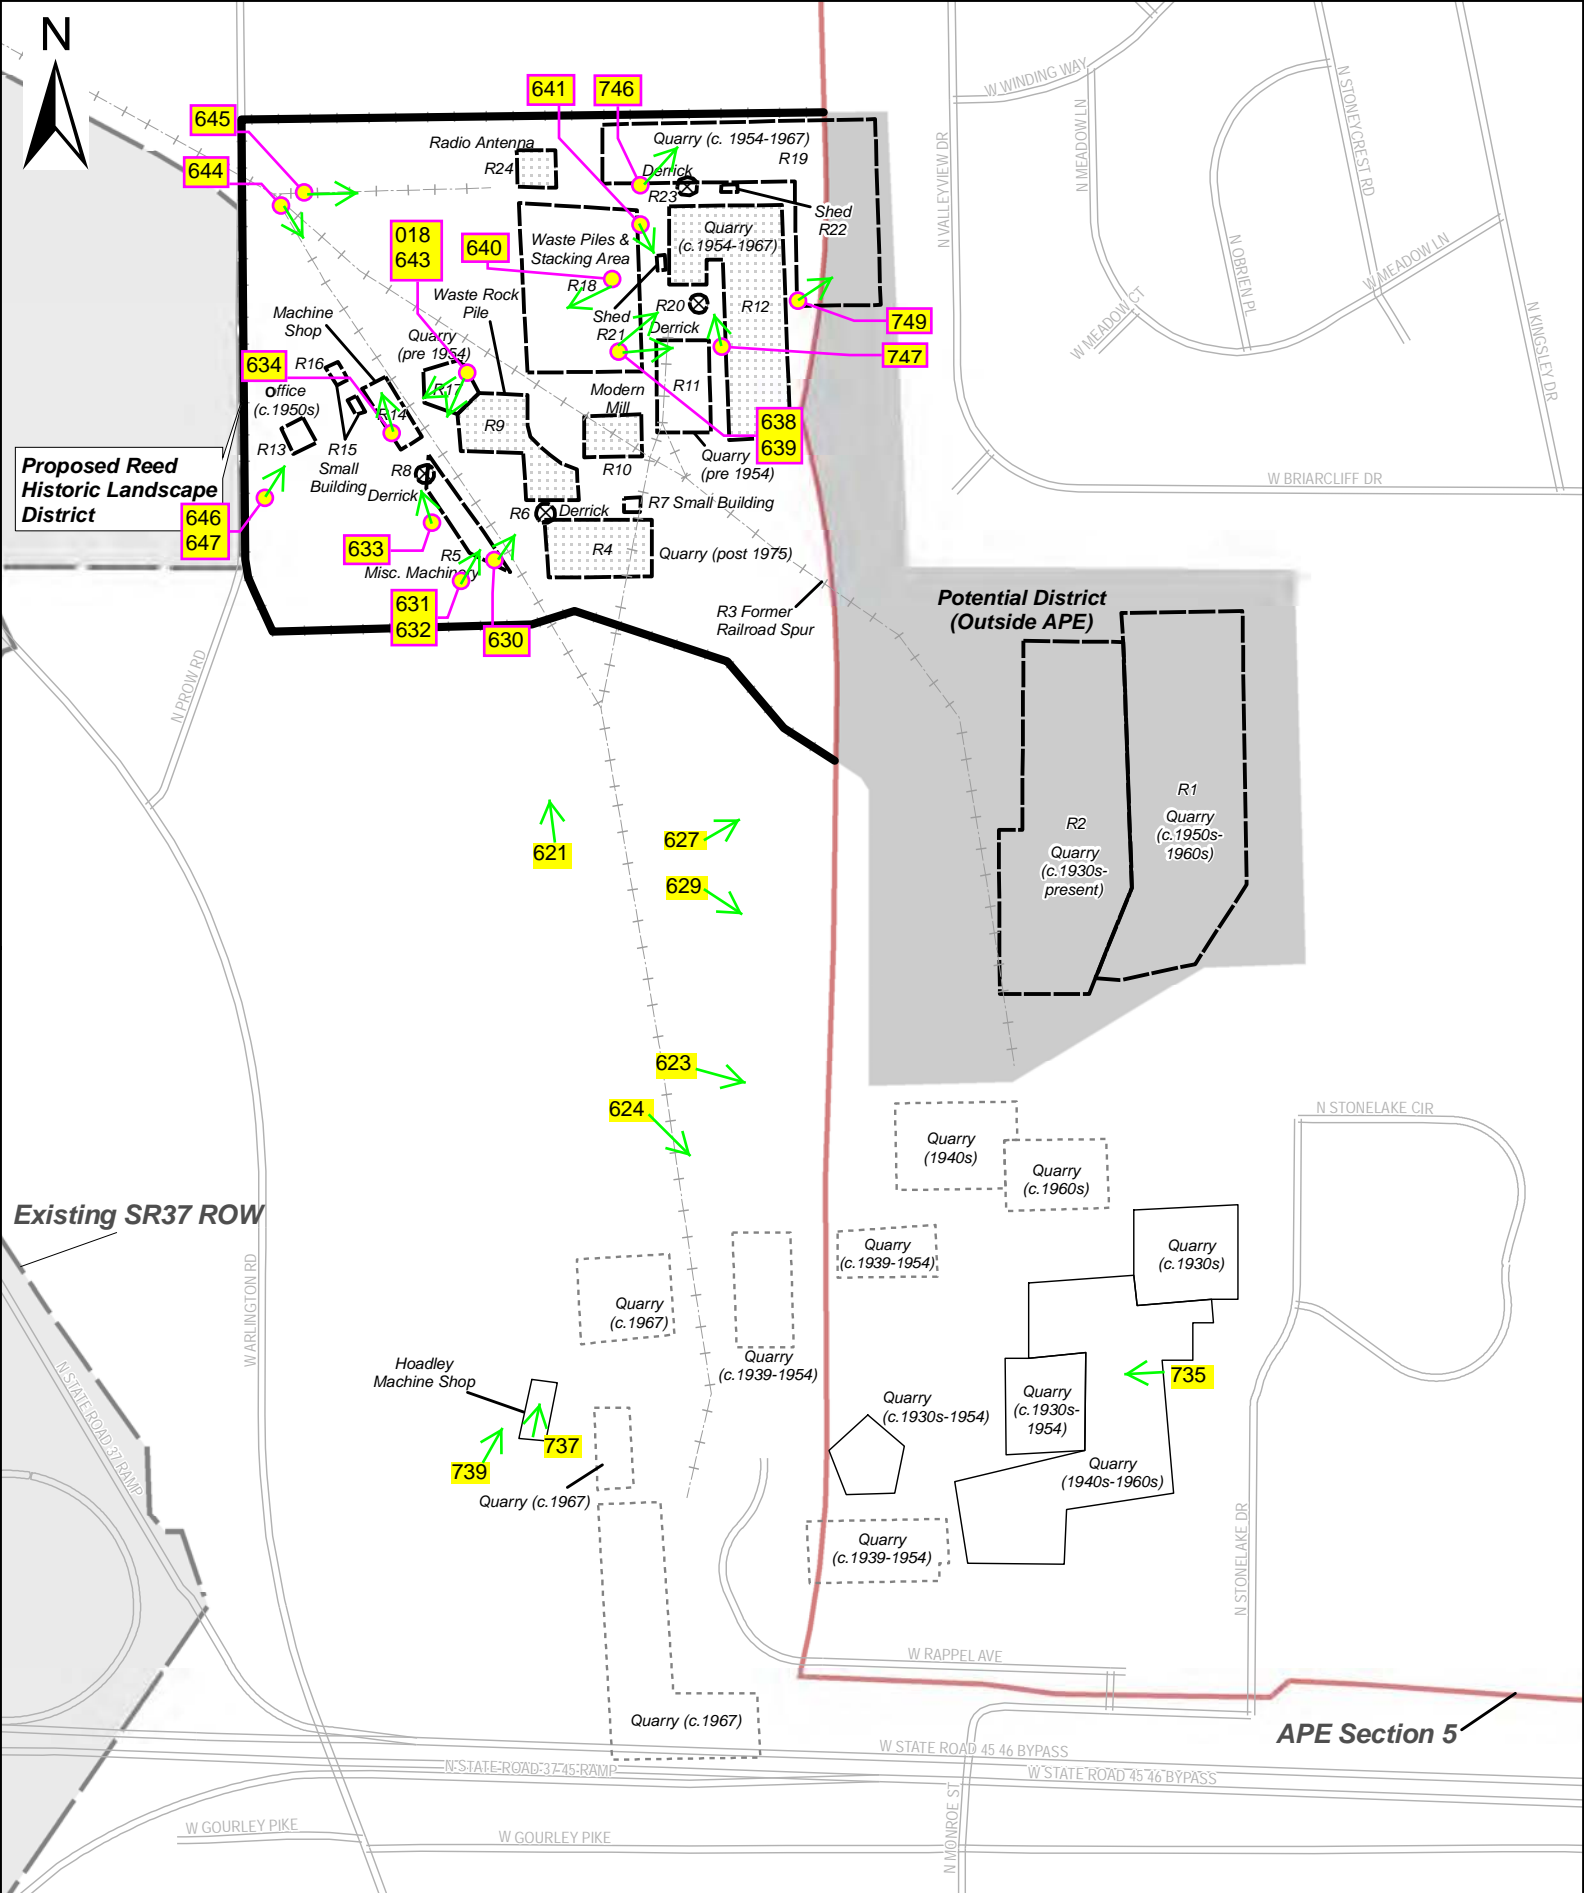 N
641
746
645
644
Radio Antenna
R24
Quarry (c. 1954-1967)
R19
Derrick
R23
Shed
R22
018
643
640
Waste Piles &
Stacking Area
R18
Quarry
(c.1954-1967)
Waste Rock
Pile
R20
Derrick
R12
Shed
R21
749
747
Machine
Shop
Quarry
(pre 1954)
634
R16
R17
R14
Office
(c.1950s)
R13
R15
Small
Building
R9
Modern
Mill
R10
R11
638
639
Quarry
(pre 1954)
Proposed Reed
Historic Landscape
District
646
647
R8
Derrick
R6
Derrick
R7 Small Building
633
R5
Misc. Machinery
R4
Quarry (post 1975)
631
632
630
R3 Former
Railroad Spur
Potential District
(Outside APE)
R1
Quarry
(c.1950s-
1960s)
R2
Quarry
(c.1930s-
present)
621
627
629
623
624
Quarry
(1940s)
Quarry
(c.1960s)
Quarry
(c.1939-1954)
Quarry
(c.1930s)
Existing SR37 ROW
Quarry
(c.1967)
Quarry
(c.1939-1954)
Hoadley
Machine Shop
735
Quarry
(c.1930s-1954)
Quarry
(c.1930s-
1954)
Quarry
(1940s-1960s)
737
739
Quarry (c.1967)
Quarry
(c.1939-1954)
Quarry (c.1967)
APE Section 5
W WINDING WAY
N MEADOW LN
N VALLEYVIEW DR
N STONEYCREST RD
N OBRIEN PL
W MEADOW LN
W MEADOW CT
N KINGSLEY DR
W BRIARCLIFF DR
N PROW RD
N STONELAKE CIR
W ARLINGTON RD
N STATE ROAD 37 RAMP
N STONELAKE DR
W RAPPEL AVE
W STATE ROAD 45 46 BYPASS
W STATE ROAD 45 46 BYPASS
N STATE ROAD 37-45 RAMP
N MONROE ST
W GOURLEY PIKE
W GOURLEY PIKE